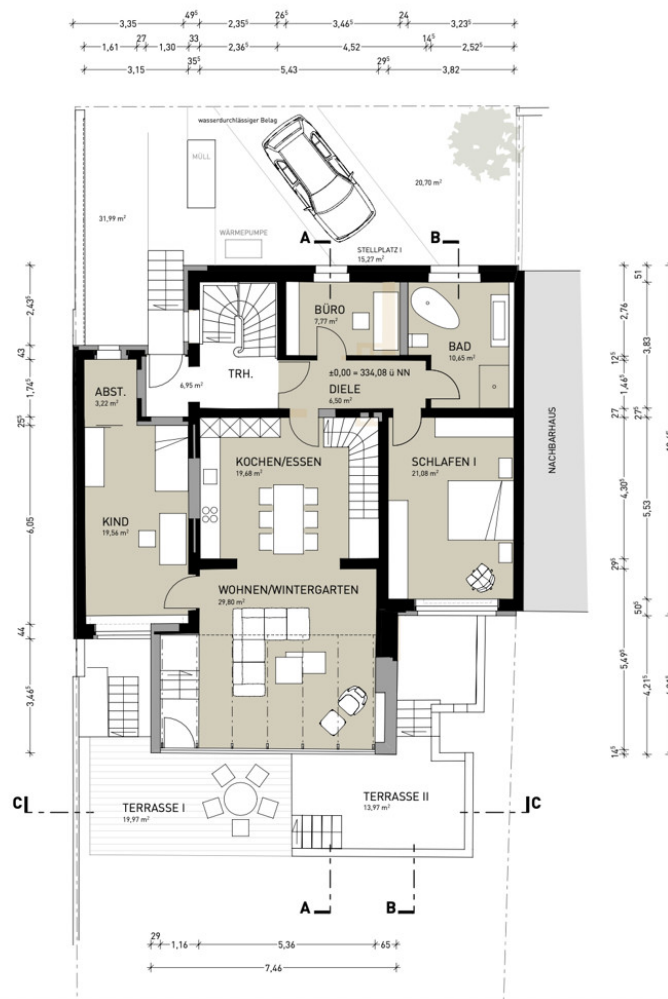 3,35 49⁵ 2,35⁵ 26⁵ 3,46⁵ 24 3,23⁵
1,61 27 1,30 33 2,36⁵ 4,52 14⁵ 2,52⁵
3,15 35⁵ 5,43 29⁵ 3,82
wasserdurchlässiger Belag
MÜLL
20,70 m²
31,99 m²
WÄRMEPUMPE
A
B
STELLPLATZ I
15,27 m²
2,43⁵
43
1,74⁵
25⁵
6,05
44
3,46⁵
BÜRO
7,77 m²
BAD
10,65 m²
TRH.
6,95 m²
±0,00 = 334,08 ü NN
DIELE
6,50 m²
ABST.
3,22 m²
KOCHEN/ESSEN
19,68 m²
SCHLAFEN I
21,08 m²
KIND
19,56 m²
WOHNEN/WINTERGARTEN
29,80 m²
NACHBARHAUS
2,76
12⁵
1,46⁵
27
4,30⁵
29⁵
5,49⁵
14⁵
51
3,83
27⁵
5,53
50⁵
4,21⁵
C
TERRASSE I
19,97 m²
TERRASSE II
13,97 m²
C
A
B
29 1,16 5,36 65
7,46